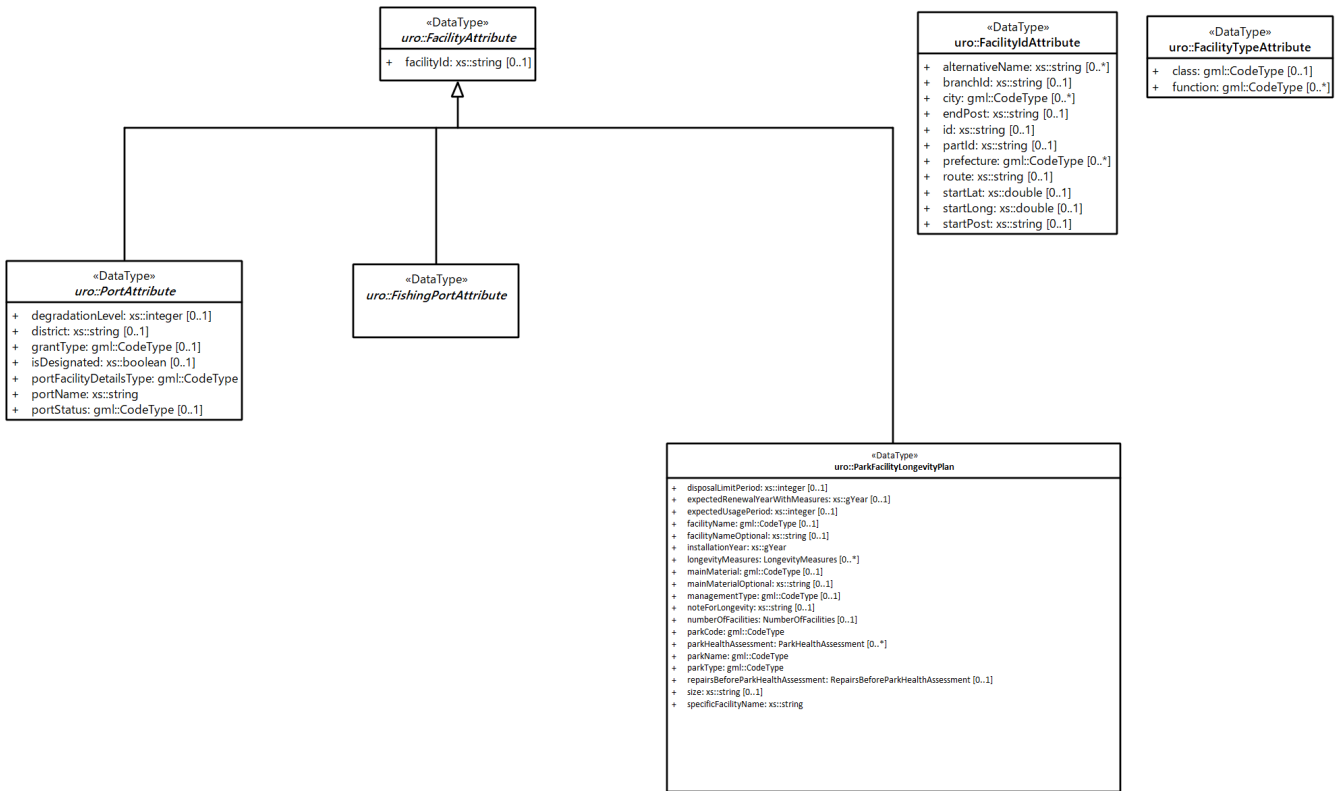 «DataType»
uro::FacilityAttribute
+ facilityId: xs::string [0..1]
«DataType»
uro::FacilityIdAttribute
+ alternativeName: xs::string [0..*]
+ branchId: xs::string [0..1]
+ city: gml::CodeType [0..*]
+ endPost: xs::string [0..1]
+ id: xs::string [0..1]
+ partId: xs::string [0..1]
+ prefecture: gml::CodeType [0..*]
+ route: xs::string [0..1]
+ startLat: xs::double [0..1]
+ startLong: xs::double [0..1]
+ startPost: xs::string [0..1]
«DataType»
uro::FacilityTypeAttribute
+ class: gml::CodeType [0..1]
+ function: gml::CodeType [0..*]
«DataType»
uro::PortAttribute
+ degradationLevel: xs::integer [0..1]
+ district: xs::string [0..1]
+ grantType: gml::CodeType [0..1]
+ isDesignated: xs::boolean [0..1]
+ portFacilityDetailsType: gml::CodeType
+ portName: xs::string
+ portStatus: gml::CodeType [0..1]
«DataType»
uro::FishingPortAttribute
«DataType»
uro::ParkFacilityLongevityPlan
+ disposalLimitPeriod: xs::integer [0..1]
+ expectedRenewalYearWithMeasures: xs::gYear [0..1]
+ expectedUsagePeriod: xs::integer [0..1]
+ facilityName: gml::CodeType [0..1]
+ facilityNameOptional: xs::string [0..1]
+ installationYear: xs::gYear
+ longevityMeasures: LongevityMeasures [0..*]
+ mainMaterial: gml::CodeType [0..1]
+ mainMaterialOptional: xs::string [0..1]
+ managementType: gml::CodeType [0..1]
+ noteForLongevity: xs::string [0..1]
+ numberOfFacilities: NumberOfFacilities [0..1]
+ parkCode: gml::CodeType
+ parkHealthAssessment: ParkHealthAssessment [0..*]
+ parkName: gml::CodeType
+ parkType: gml::CodeType
+ repairsBeforeParkHealthAssessment: RepairsBeforeParkHealthAssessment [0..1]
+ size: xs::string [0..1]
+ specificFacilityName: xs::string